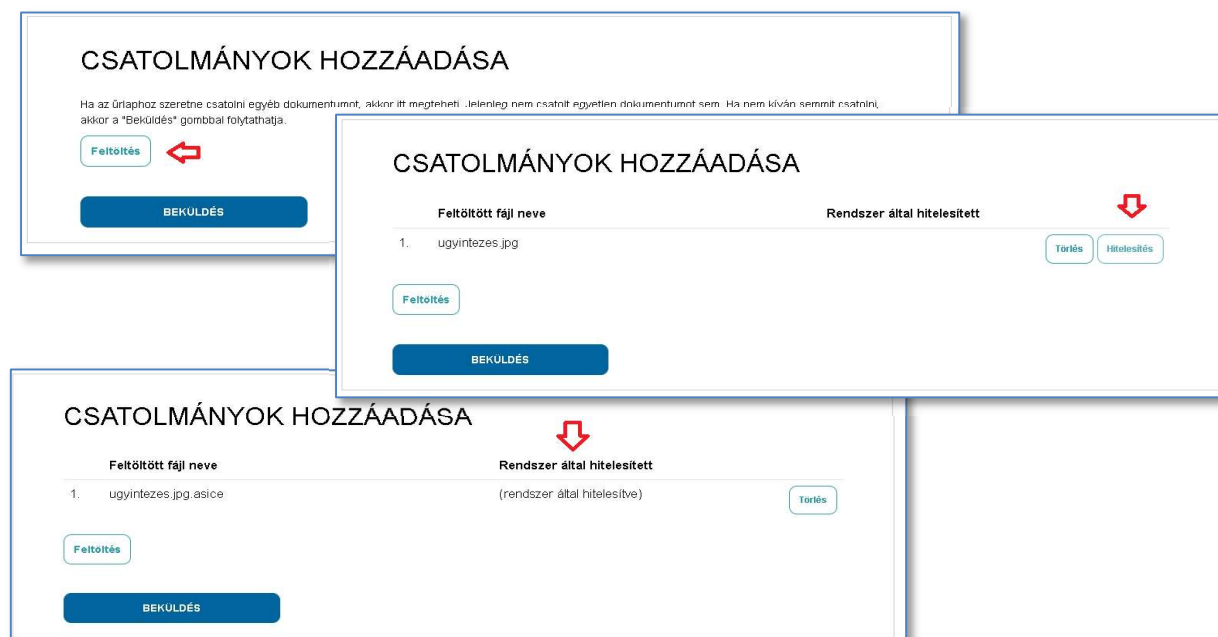 CSATOLMÁNYOK HOZZÁADÁSA
Ha az űrlaphoz szeretne csatolni egyéb dokumentumot, akkor itt megteheti. Jelenleg nem csatolt egyetlen dokumentumot sem. Ha nem kíván semmit csatolni,
akkor a "Beküldés" gombbal folytathatja.
Feltöltés
BEKÜLDÉS
CSATOLMÁNYOK HOZZÁADÁSA
Feltöltött fájl neve Rendszer által hitelesített
1. ugyintezes.jpg Törlés Hitelesítés
Feltöltés
BEKÜLDÉS
CSATOLMÁNYOK HOZZÁADÁSA
Feltöltött fájl neve Rendszer által hitelesített
1. ugyintezes.jpg.asice (rendszer által hitelesítve) Törlés
Feltöltés
BEKÜLDÉS